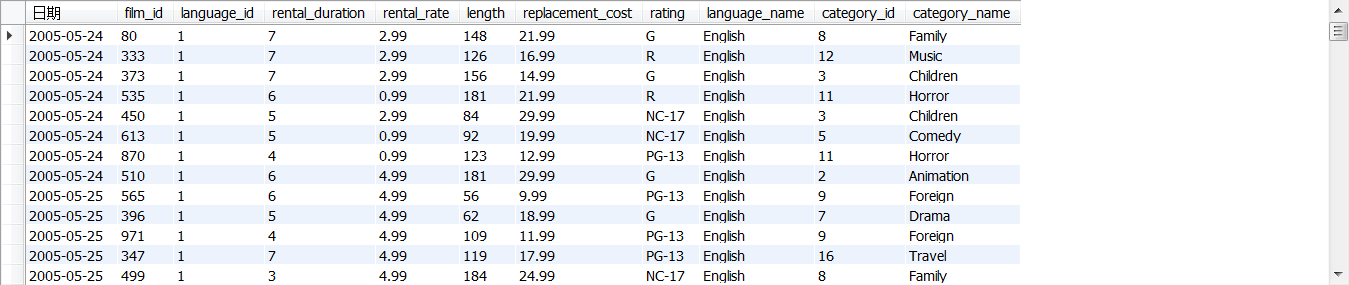 日期 film_id language_id rental_duration rental_rate length replacement_cost rating language_name category_id category_name
2005-05-24 80 1 7 2.99 148 21.99 G English 8 Family
2005-05-24 333 1 7 2.99 126 16.99 R English 12 Music
2005-05-24 373 1 7 2.99 156 14.99 G English 3 Children
2005-05-24 535 1 6 0.99 181 21.99 R English 11 Horror
2005-05-24 450 1 5 2.99 84 29.99 NC-17 English 3 Children
2005-05-24 613 1 5 0.99 92 19.99 NC-17 English 5 Comedy
2005-05-24 870 1 4 0.99 123 12.99 PG-13 English 11 Horror
2005-05-24 510 1 6 4.99 181 29.99 G English 2 Animation
2005-05-25 565 1 6 4.99 56 9.99 PG-13 English 9 Foreign
2005-05-25 396 1 5 4.99 62 18.99 G English 7 Drama
2005-05-25 971 1 4 4.99 109 11.99 PG-13 English 9 Foreign
2005-05-25 347 1 7 4.99 119 17.99 PG-13 English 16 Travel
2005-05-25 499 1 3 4.99 184 24.99 NC-17 English 8 Family